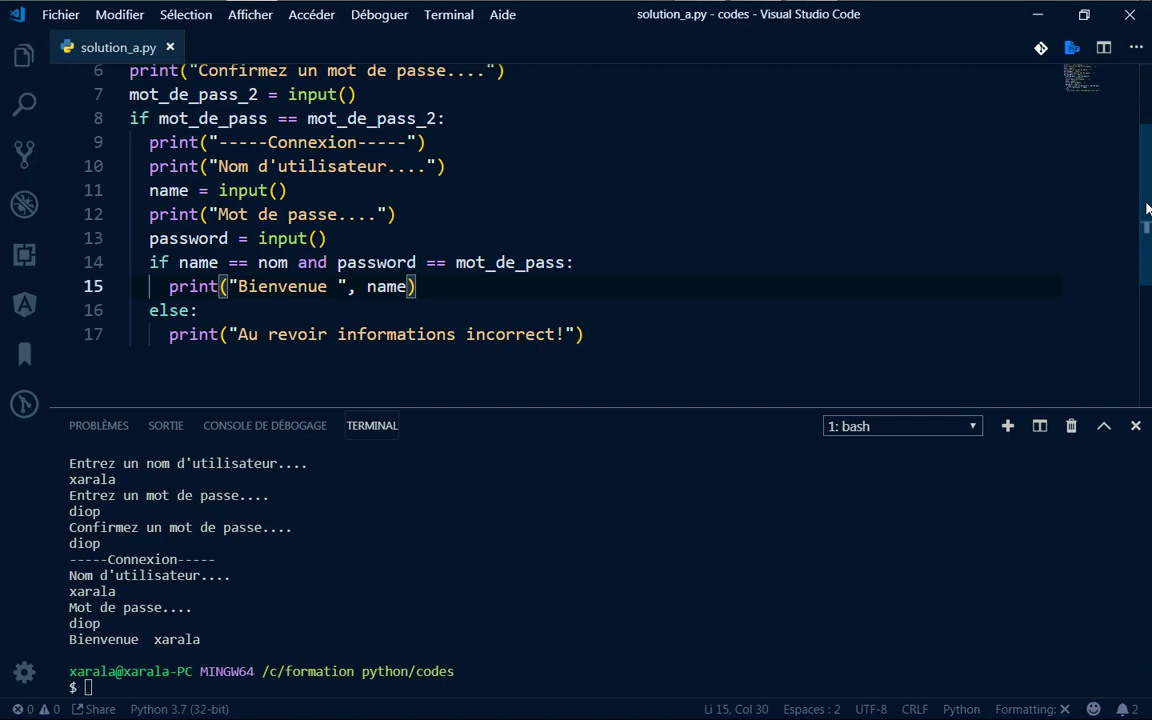 Fichier Modifier Sélection Afficher Accéder Déboguer Terminal Aide solution_a.py - codes - Visual Studio Code
solution_a.py
6 print("Confirmez un mot de passe....")
7 mot_de_pass_2 = input()
8 if mot_de_pass == mot_de_pass_2:
9 print("-----Connexion-----")
10 print("Nom d'utilisateur....")
11 name = input()
12 print("Mot de passe....")
13 password = input()
14 if name == nom and password == mot_de_pass:
15 print("Bienvenue ", name)
16 else:
17 print("Au revoir informations incorrect!")
PROBLÈMES SORTIE CONSOLE DE DÉBOGAGE TERMINAL 1: bash
Entrez un nom d'utilisateur....
xarala
Entrez un mot de passe....
diop
Confirmez un mot de passe....
diop
-----Connexion-----
Nom d'utilisateur....
xarala
Mot de passe....
diop
Bienvenue  xarala
xarala@xarala-PC MINGW64 /c/formation python/codes
$
0 0 Share Python 3.7 (32-bit) Li 15, Col 30 Espaces : 2 UTF-8 CRLF Python Formatting: ✕ 2